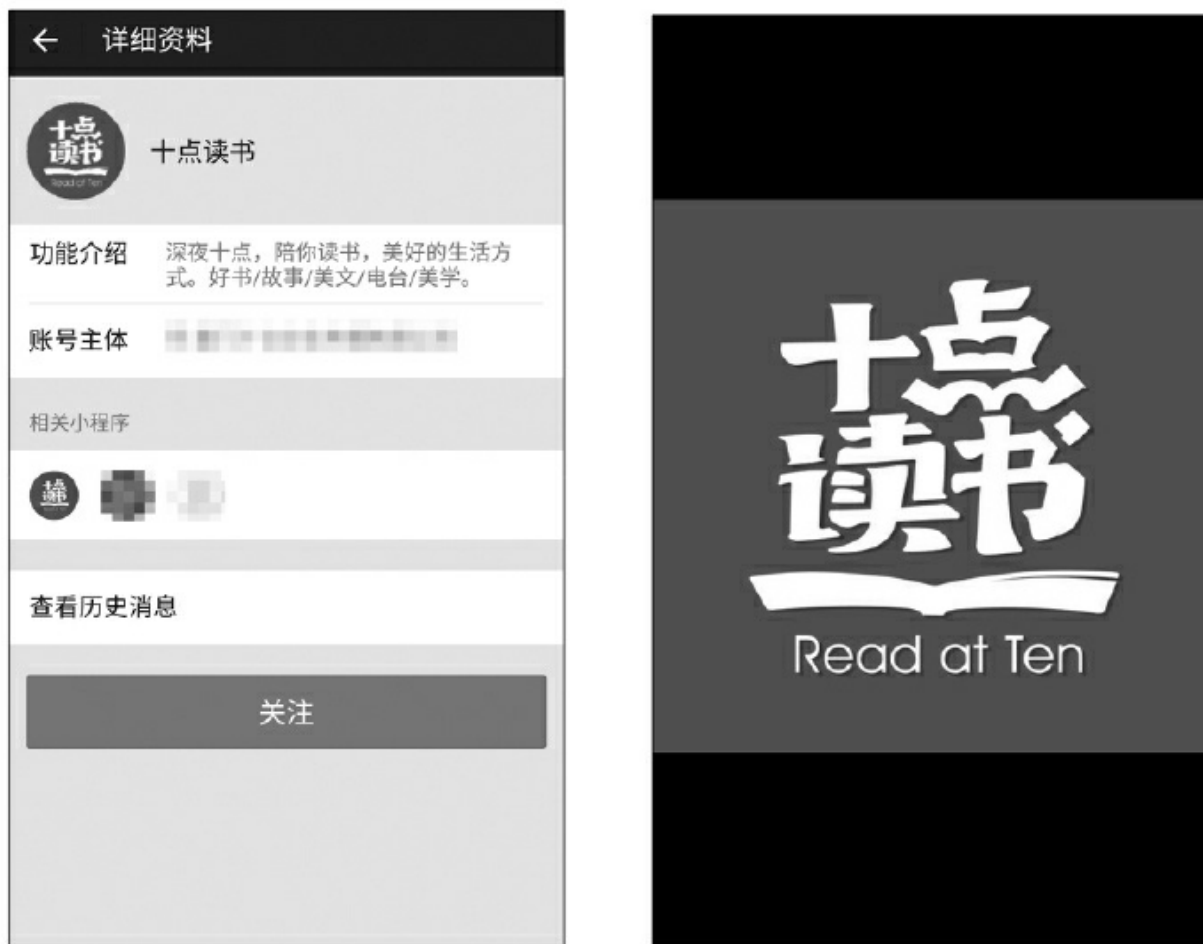 详细资料
十点
读书
Read at Ten
十点读书
功能介绍
深夜十点，陪你读书，美好的生活方
式。好书/故事/美文/电台/美学。
账号主体
相关小程序
查看历史消息
关注
十点
读书
Read at Ten